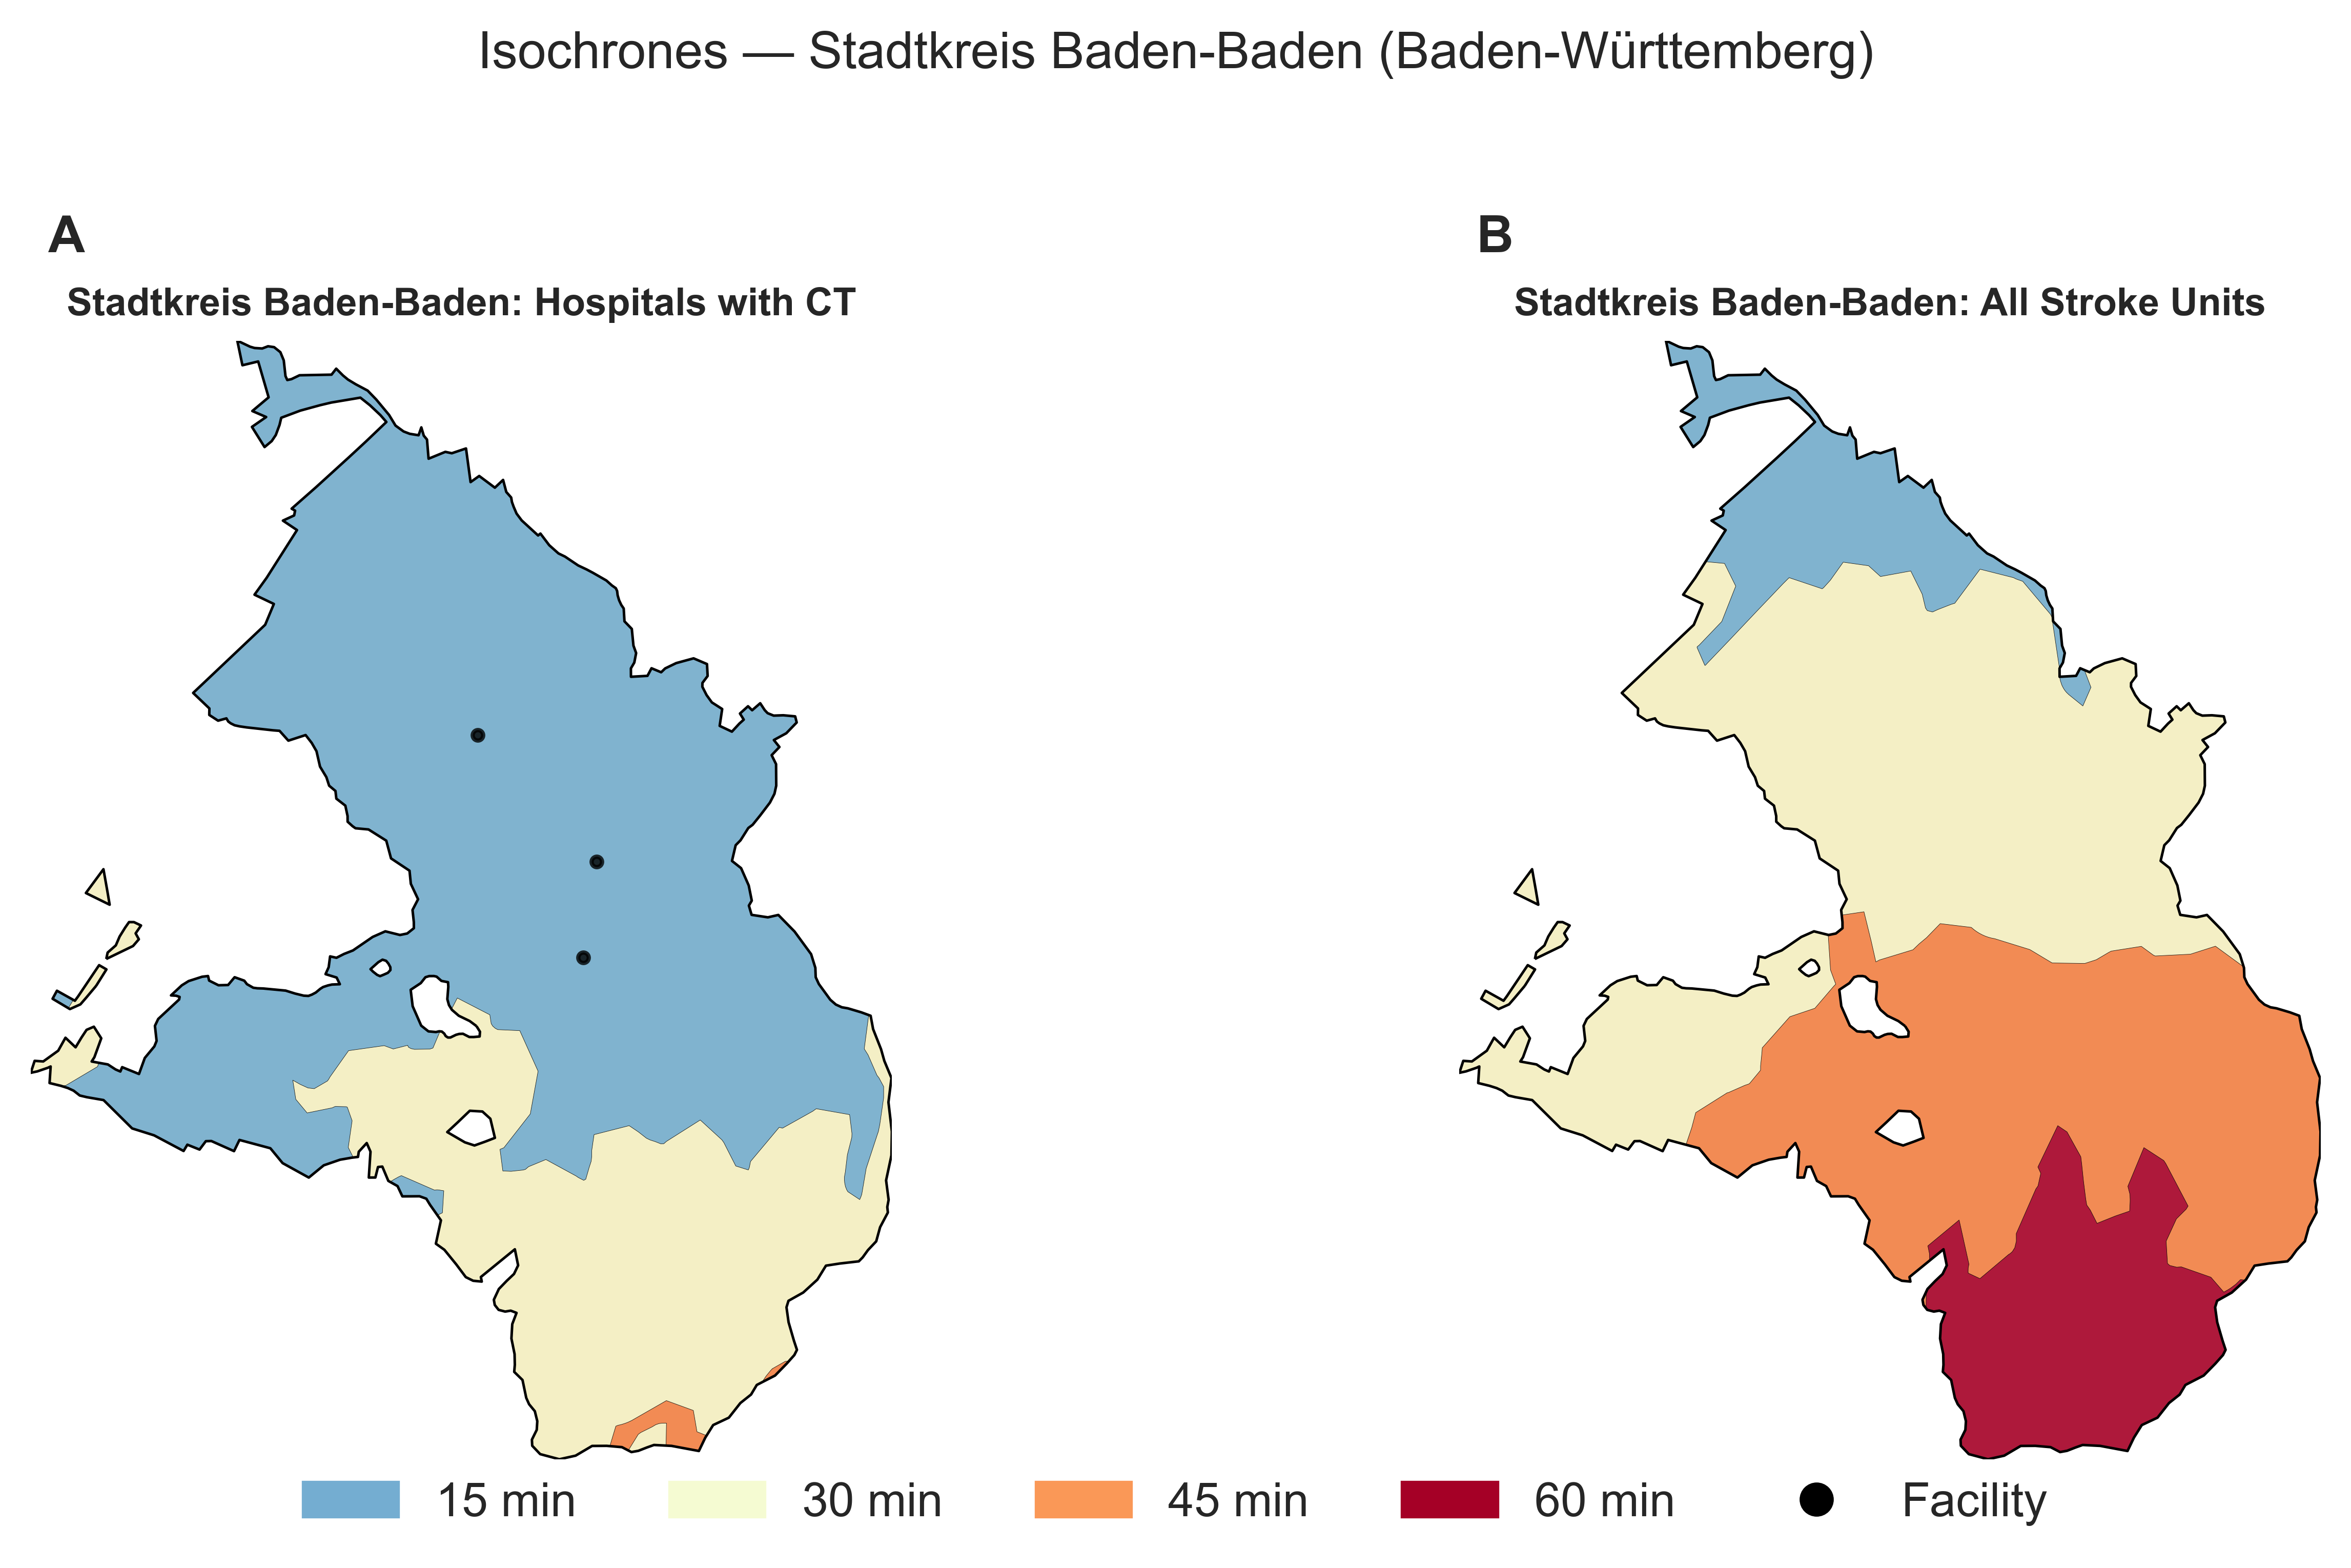 Isochrones — Stadtkreis Baden-Baden (Baden-Württemberg)
A
Stadtkreis Baden-Baden: Hospitals with CT
B
Stadtkreis Baden-Baden: All Stroke Units
15 min
30 min
45 min
60 min
Facility